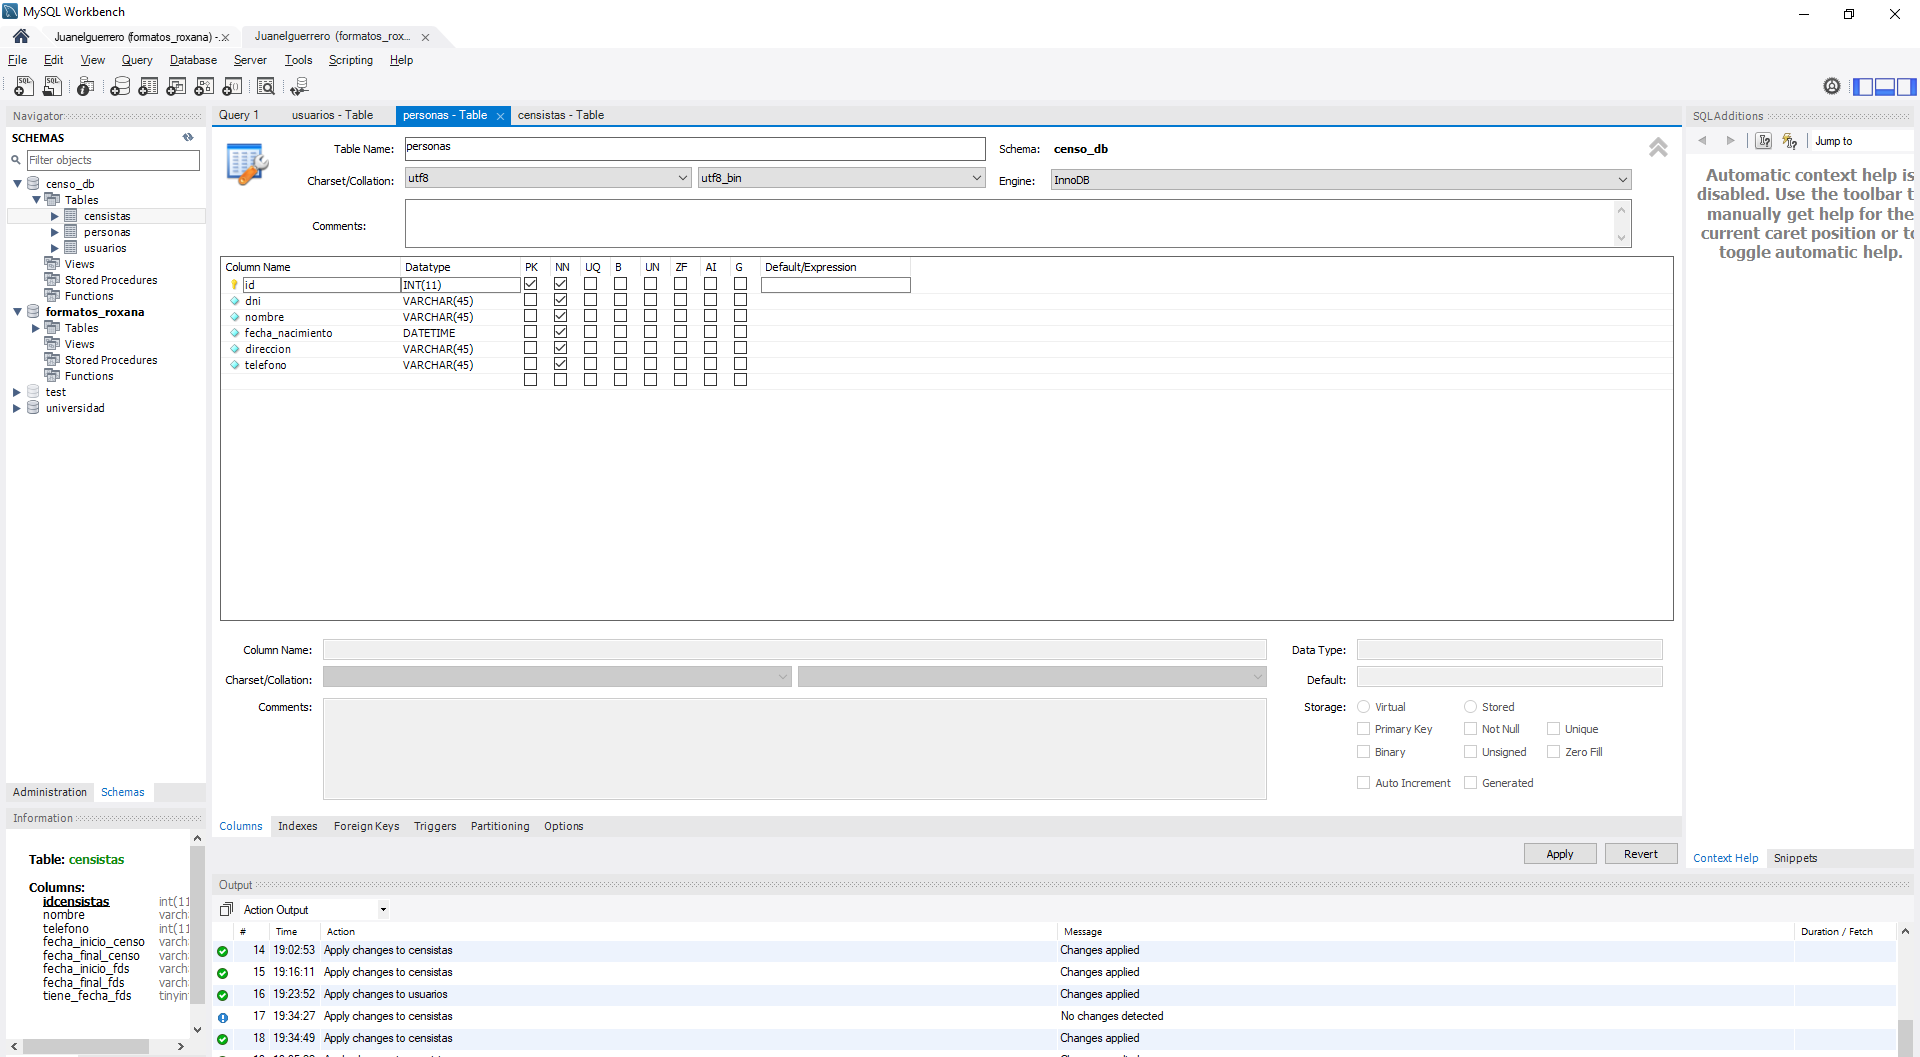 MySQL Workbench
Juanelguerrero (formatos_roxana) -...
Juanelguerrero (formatos_rox...
File Edit View Query Database Server Tools Scripting Help
Navigator
SCHEMAS
Filter objects
censo_db
Tables
censistas
personas
usuarios
Views
Stored Procedures
Functions
formatos_roxana
Tables
Views
Stored Procedures
Functions
test
universidad
Administration Schemas
Information
Table: censistas
Columns:
idcensistas int(11
nombre varch
telefono int(11
fecha_inicio_censo varch
fecha_final_censo varch
fecha_inicio_fds varch
fecha_final_fds varch
tiene_fecha_fds tinyin
Query 1 usuarios - Table personas - Table censistas - Table
Table Name: personas Schema: censo_db
Charset/Collation: utf8 utf8_bin Engine: InnoDB
Comments:
Column Name Datatype PK NN UQ B UN ZF AI G Default/Expression
id INT(11)
dni VARCHAR(45)
nombre VARCHAR(45)
fecha_nacimiento DATETIME
direccion VARCHAR(45)
telefono VARCHAR(45)
Column Name: Data Type:
Charset/Collation: Default:
Comments: Storage: Virtual Stored
Primary Key Not Null Unique
Binary Unsigned Zero Fill
Auto Increment Generated
Columns Indexes Foreign Keys Triggers Partitioning Options
Apply Revert
Output
Action Output
# Time Action Message Duration / Fetch
14 19:02:53 Apply changes to censistas Changes applied
15 19:16:11 Apply changes to censistas Changes applied
16 19:23:52 Apply changes to usuarios Changes applied
17 19:34:27 Apply changes to censistas No changes detected
18 19:34:49 Apply changes to censistas Changes applied
SQLAdditions
Jump to
Automatic context help is
disabled. Use the toolbar t
manually get help for the
current caret position or to
toggle automatic help.
Context Help Snippets